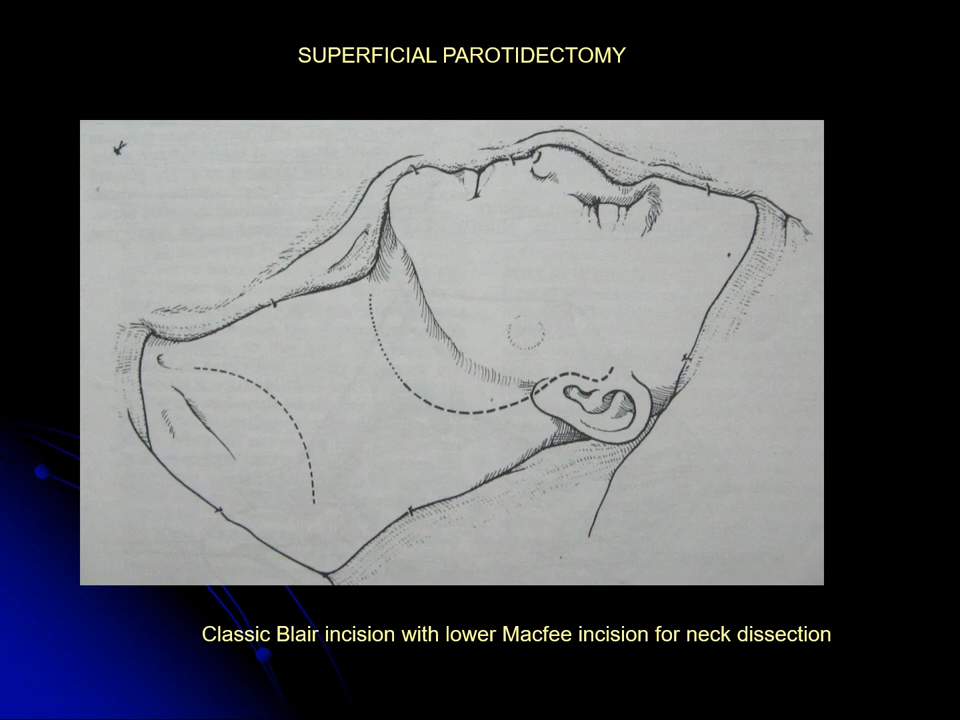 SUPERFICIAL PAROTIDECTOMY
Classic Blair incision with lower Macfee incision for neck dissection